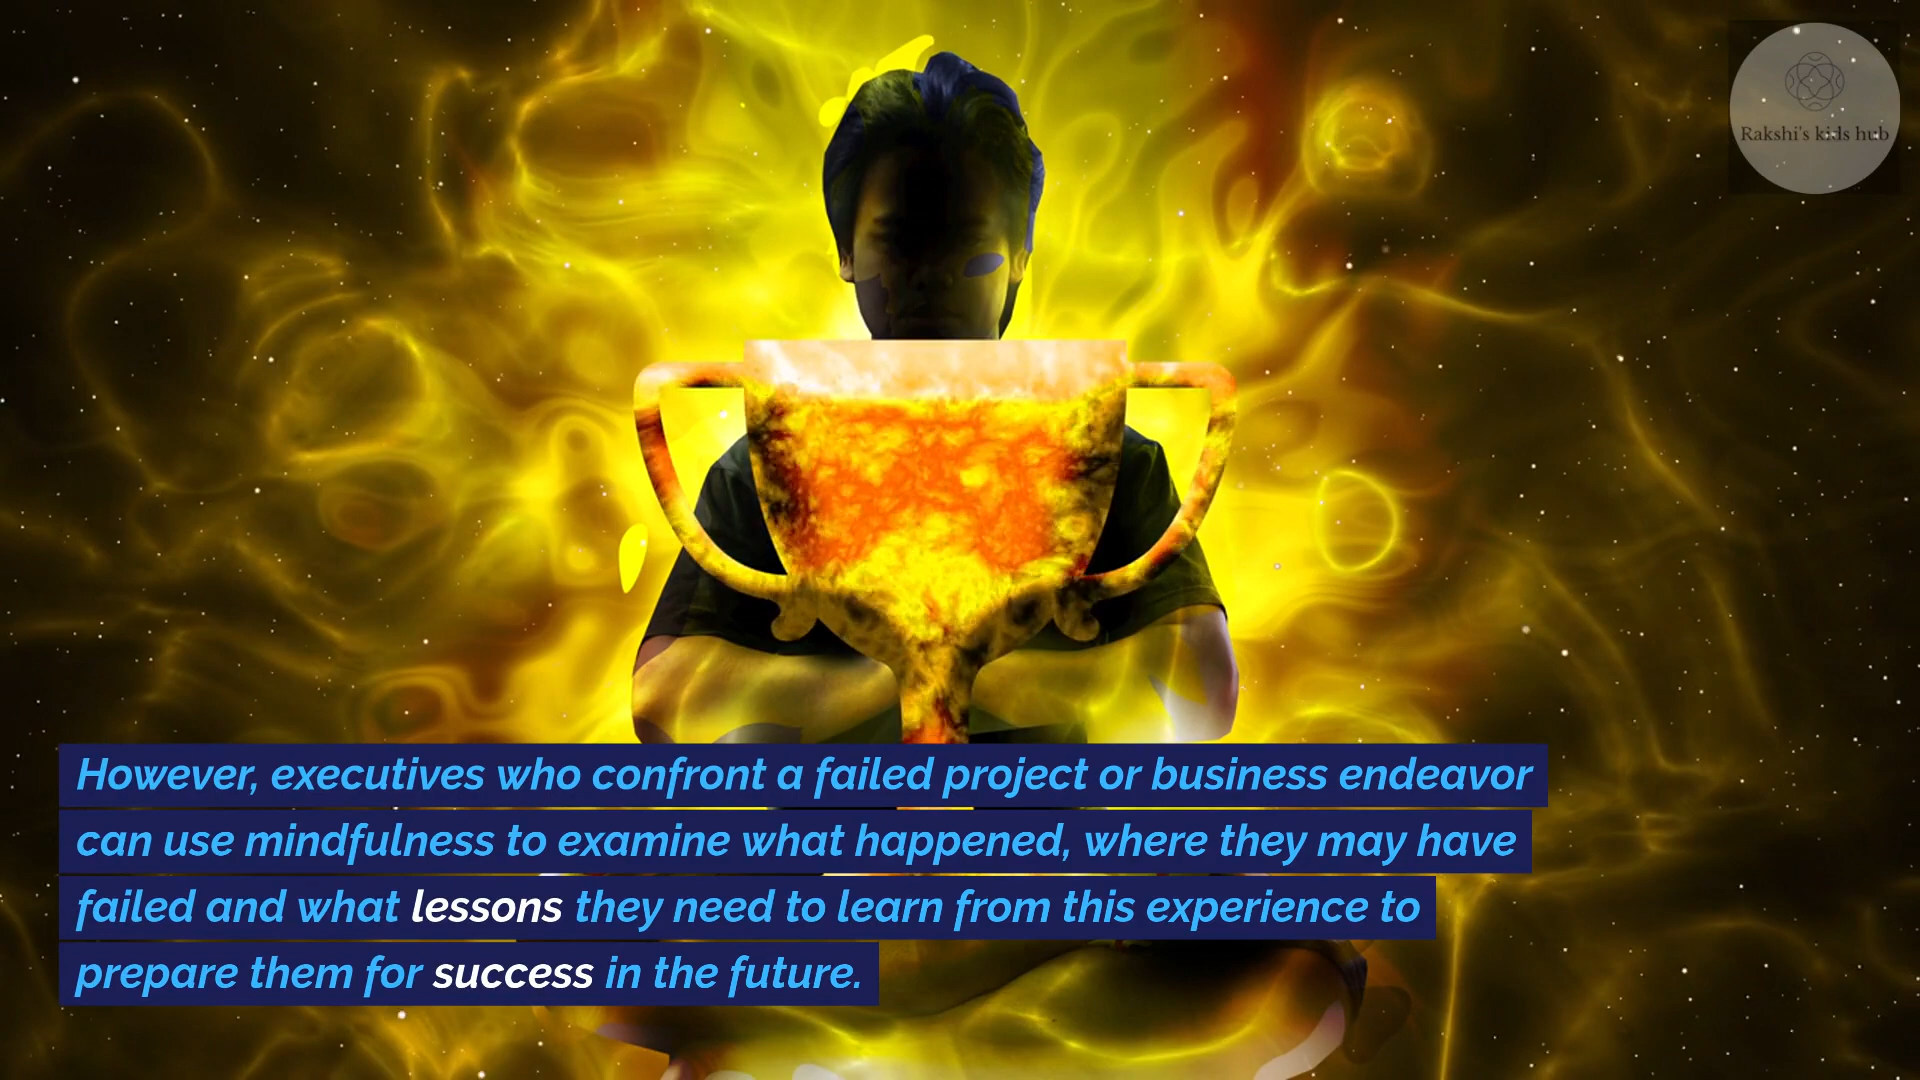 Rakshi's kids hub
However, executives who confront a failed project or business endeavor
can use mindfulness to examine what happened, where they may have
failed and what lessons they need to learn from this experience to
prepare them for success in the future.